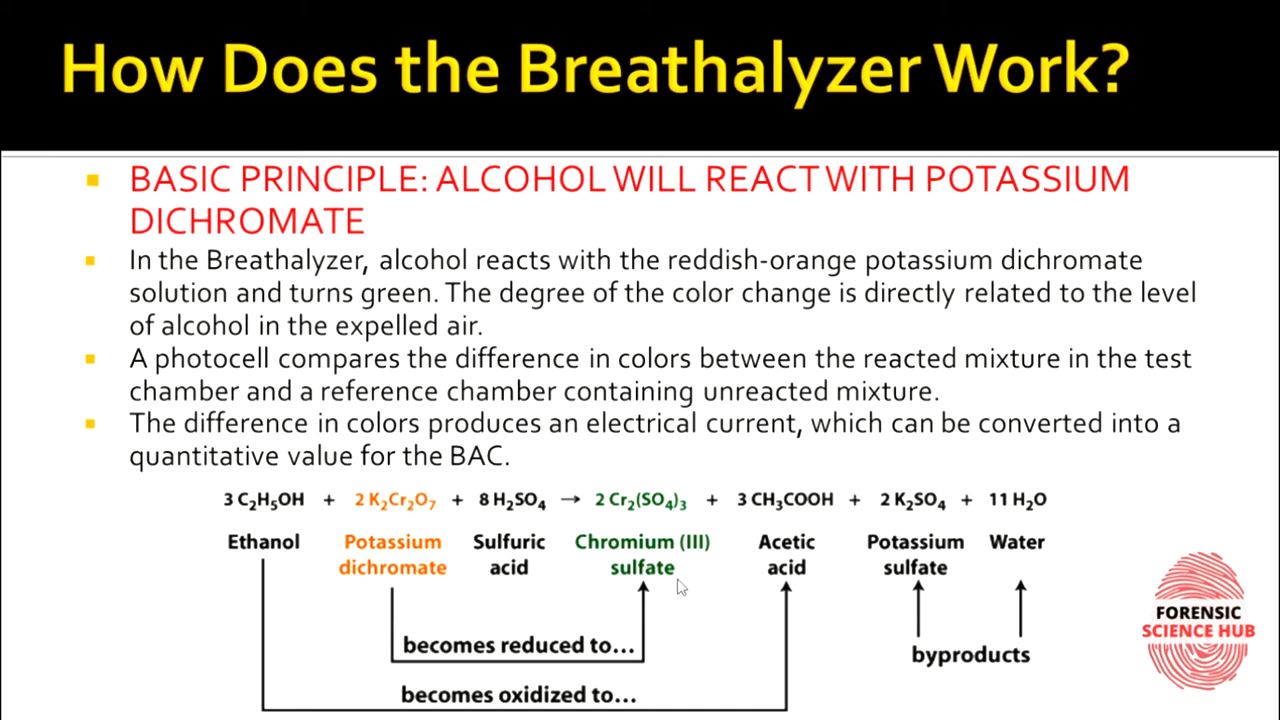 How Does the Breathalyzer Work?
BASIC PRINCIPLE: ALCOHOL WILL REACT WITH POTASSIUM
DICHROMATE
In the Breathalyzer, alcohol reacts with the reddish-orange potassium dichromate
solution and turns green. The degree of the color change is directly related to the level
of alcohol in the expelled air.
A photocell compares the difference in colors between the reacted mixture in the test
chamber and a reference chamber containing unreacted mixture.
The difference in colors produces an electrical current, which can be converted into a
quantitative value for the BAC.
3 C₂H₅OH + 2 K₂Cr₂O₇ + 8 H₂SO₄ → 2 Cr₂(SO₄)₃ + 3 CH₃COOH + 2 K₂SO₄ + 11 H₂O
Ethanol Potassium Sulfuric Chromium (III) Acetic Potassium Water
dichromate acid sulfate acid sulfate
becomes reduced to...
becomes oxidized to...
byproducts
FORENSIC
SCIENCE HUB